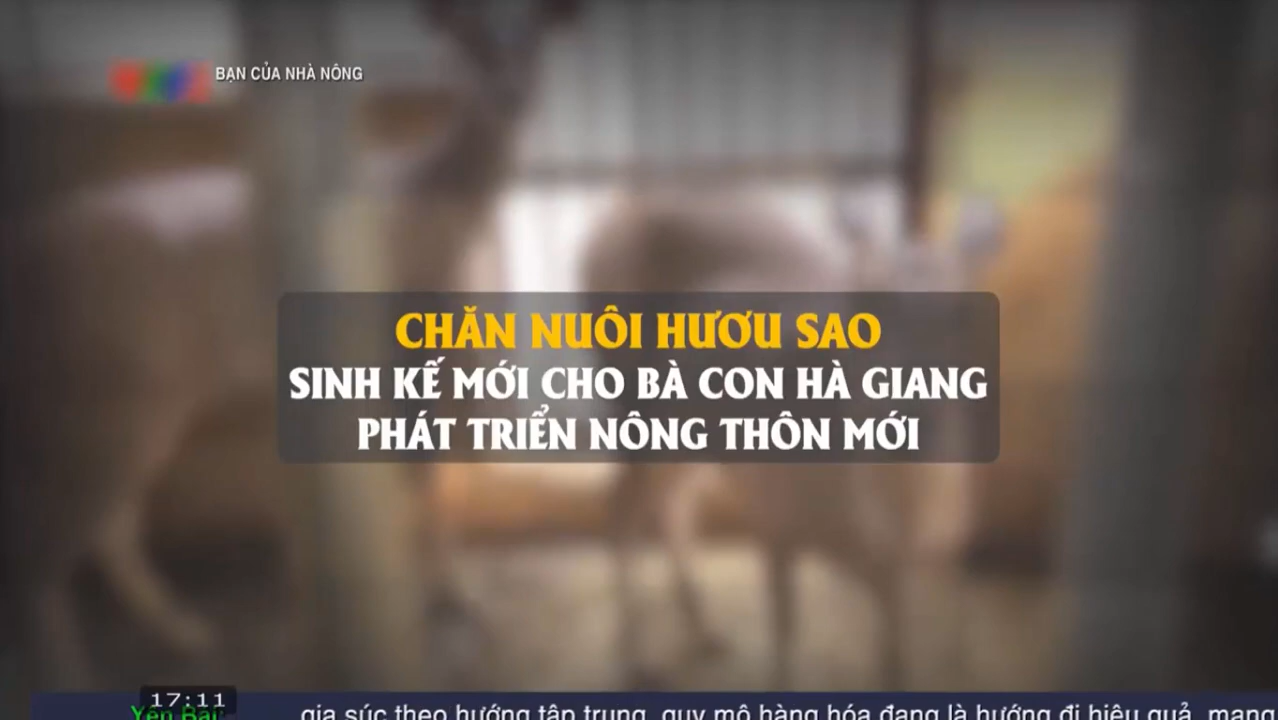 BẠN CỦA NHÀ NÔNG
CHĂN NUÔI HƯƠU SAO
SINH KẾ MỚI CHO BÀ CON HÀ GIANG
PHÁT TRIỂN NÔNG THÔN MỚI
17:11
Yên Bái: gia súc theo hướng tập trung, quy mô hàng hóa đang là hướng đi hiệu quả, mang